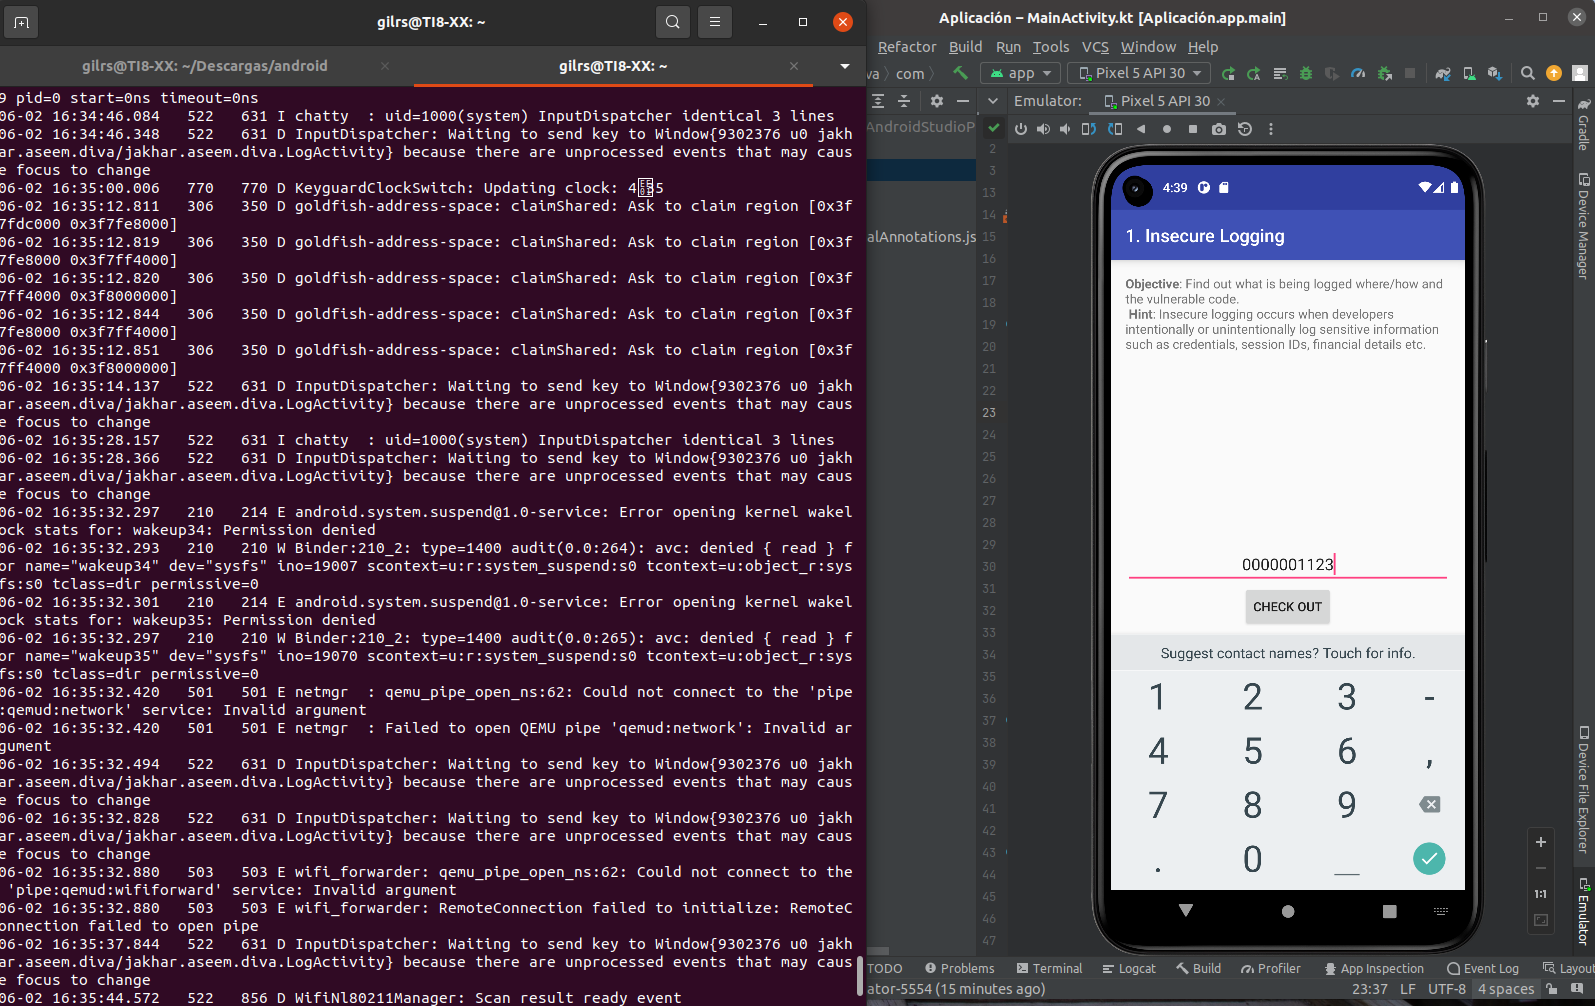 gilrs@TI8-XX: ~
gilrs@TI8-XX: ~/Descargas/android
gilrs@TI8-XX: ~
9 pid=0 start=0ns timeout=0ns
06-02 16:34:46.084   522   631 I chatty  : uid=1000(system) InputDispatcher identical 3 lines
06-02 16:34:46.348   522   631 D InputDispatcher: Waiting to send key to Window{9302376 u0 jakh
ar.aseem.diva/jakhar.aseem.diva.LogActivity} because there are unprocessed events that may caus
e focus to change
06-02 16:35:00.006   770   770 D KeyguardClockSwitch: Updating clock: 4 35
06-02 16:35:12.811   306   350 D goldfish-address-space: claimShared: Ask to claim region [0x3f
7fdc000 0x3f7fe8000]
06-02 16:35:12.819   306   350 D goldfish-address-space: claimShared: Ask to claim region [0x3f
7fe8000 0x3f7ff4000]
06-02 16:35:12.820   306   350 D goldfish-address-space: claimShared: Ask to claim region [0x3f
7ff4000 0x3f8000000]
06-02 16:35:12.844   306   350 D goldfish-address-space: claimShared: Ask to claim region [0x3f
7fe8000 0x3f7ff4000]
06-02 16:35:12.851   306   350 D goldfish-address-space: claimShared: Ask to claim region [0x3f
7ff4000 0x3f8000000]
06-02 16:35:14.137   522   631 D InputDispatcher: Waiting to send key to Window{9302376 u0 jakh
ar.aseem.diva/jakhar.aseem.diva.LogActivity} because there are unprocessed events that may caus
e focus to change
06-02 16:35:28.157   522   631 I chatty  : uid=1000(system) InputDispatcher identical 3 lines
06-02 16:35:28.366   522   631 D InputDispatcher: Waiting to send key to Window{9302376 u0 jakh
ar.aseem.diva/jakhar.aseem.diva.LogActivity} because there are unprocessed events that may caus
e focus to change
06-02 16:35:32.297   210   214 E android.system.suspend@1.0-service: Error opening kernel wakel
ock stats for: wakeup34: Permission denied
06-02 16:35:32.293   210   210 W Binder:210_2: type=1400 audit(0.0:264): avc: denied { read } f
or name="wakeup34" dev="sysfs" ino=19007 scontext=u:r:system_suspend:s0 tcontext=u:object_r:sys
fs:s0 tclass=dir permissive=0
06-02 16:35:32.301   210   214 E android.system.suspend@1.0-service: Error opening kernel wakel
ock stats for: wakeup35: Permission denied
06-02 16:35:32.297   210   210 W Binder:210_2: type=1400 audit(0.0:265): avc: denied { read } f
or name="wakeup35" dev="sysfs" ino=19070 scontext=u:r:system_suspend:s0 tcontext=u:object_r:sys
fs:s0 tclass=dir permissive=0
06-02 16:35:32.420   501   501 E netmgr  : qemu_pipe_open_ns:62: Could not connect to the 'pipe
:qemud:network' service: Invalid argument
06-02 16:35:32.420   501   501 E netmgr  : Failed to open QEMU pipe 'qemud:network': Invalid ar
gument
06-02 16:35:32.494   522   631 D InputDispatcher: Waiting to send key to Window{9302376 u0 jakh
ar.aseem.diva/jakhar.aseem.diva.LogActivity} because there are unprocessed events that may caus
e focus to change
06-02 16:35:32.828   522   631 D InputDispatcher: Waiting to send key to Window{9302376 u0 jakh
ar.aseem.diva/jakhar.aseem.diva.LogActivity} because there are unprocessed events that may caus
e focus to change
06-02 16:35:32.880   503   503 E wifi_forwarder: qemu_pipe_open_ns:62: Could not connect to the
 'pipe:qemud:wififorward' service: Invalid argument
06-02 16:35:32.880   503   503 E wifi_forwarder: RemoteConnection failed to initialize: RemoteC
onnection failed to open pipe
06-02 16:35:37.844   522   631 D InputDispatcher: Waiting to send key to Window{9302376 u0 jakh
ar.aseem.diva/jakhar.aseem.diva.LogActivity} because there are unprocessed events that may caus
e focus to change
06-02 16:35:44.572   522   856 D WifiNl80211Manager: Scan result ready event
Aplicación – MainActivity.kt [Aplicación.app.main]
Refactor Build Run Tools VCS Window Help
va com app Pixel 5 API 30
Emulator: Pixel 5 API 30
AndroidStudioP
alAnnotations.js
2
3
13
14
15
16
17
18
19
20
21
22
23
24
25
26
27
28
29
30
31
32
33
34
35
36
37
38
39
40
41
42
43
44
45
46
47
4:39
1. Insecure Logging
Objective: Find out what is being logged where/how and
the vulnerable code.
Hint: Insecure logging occurs when developers
intentionally or unintentionally log sensitive information
such as credentials, session IDs, financial details etc.
0000001123
CHECK OUT
Suggest contact names? Touch for info.
1 2 3 -
4 5 6 ,
7 8 9
. 0 _
Gradle
Device Manager
Device File Explorer
Emulator
1:1
TODO Problems Terminal Logcat Build Profiler App Inspection Event Log Layou
ator-5554 (15 minutes ago) 23:37 LF UTF-8 4 spaces